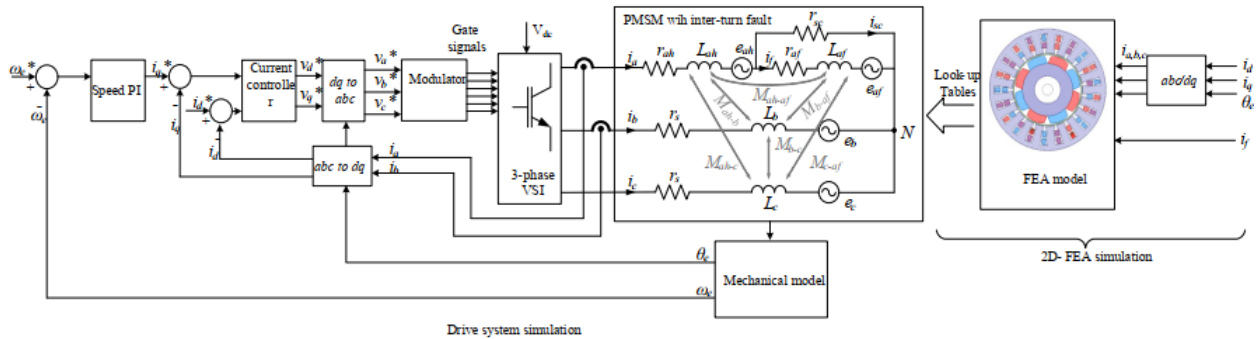 ωe*
+
-
ωe
Speed PI
iq*
+
-
iq
id*
+
-
id
Current
controlle
r
vd*
vq*
dq to
abc
va*
vb*
vc*
Gate
signals
Modulator
Vdc
3-phase
VSI
abc to dq
ia
ib
θe
ωe
Mechanical model
Drive system simulation
PMSM wih inter-turn fault
ia
rah
Lah
eah
if
raf
Laf
eaf
rsc
isc
Mah-af
Mah-b
Mb-af
ib
rs
Lb
eb
N
Mah-c
Mb-c
Mc-af
ic
rs
Lc
ec
Look-up
Tables
FEA model
ia,b,c
abc/dq
id
iq
θe
if
2D- FEA simulation